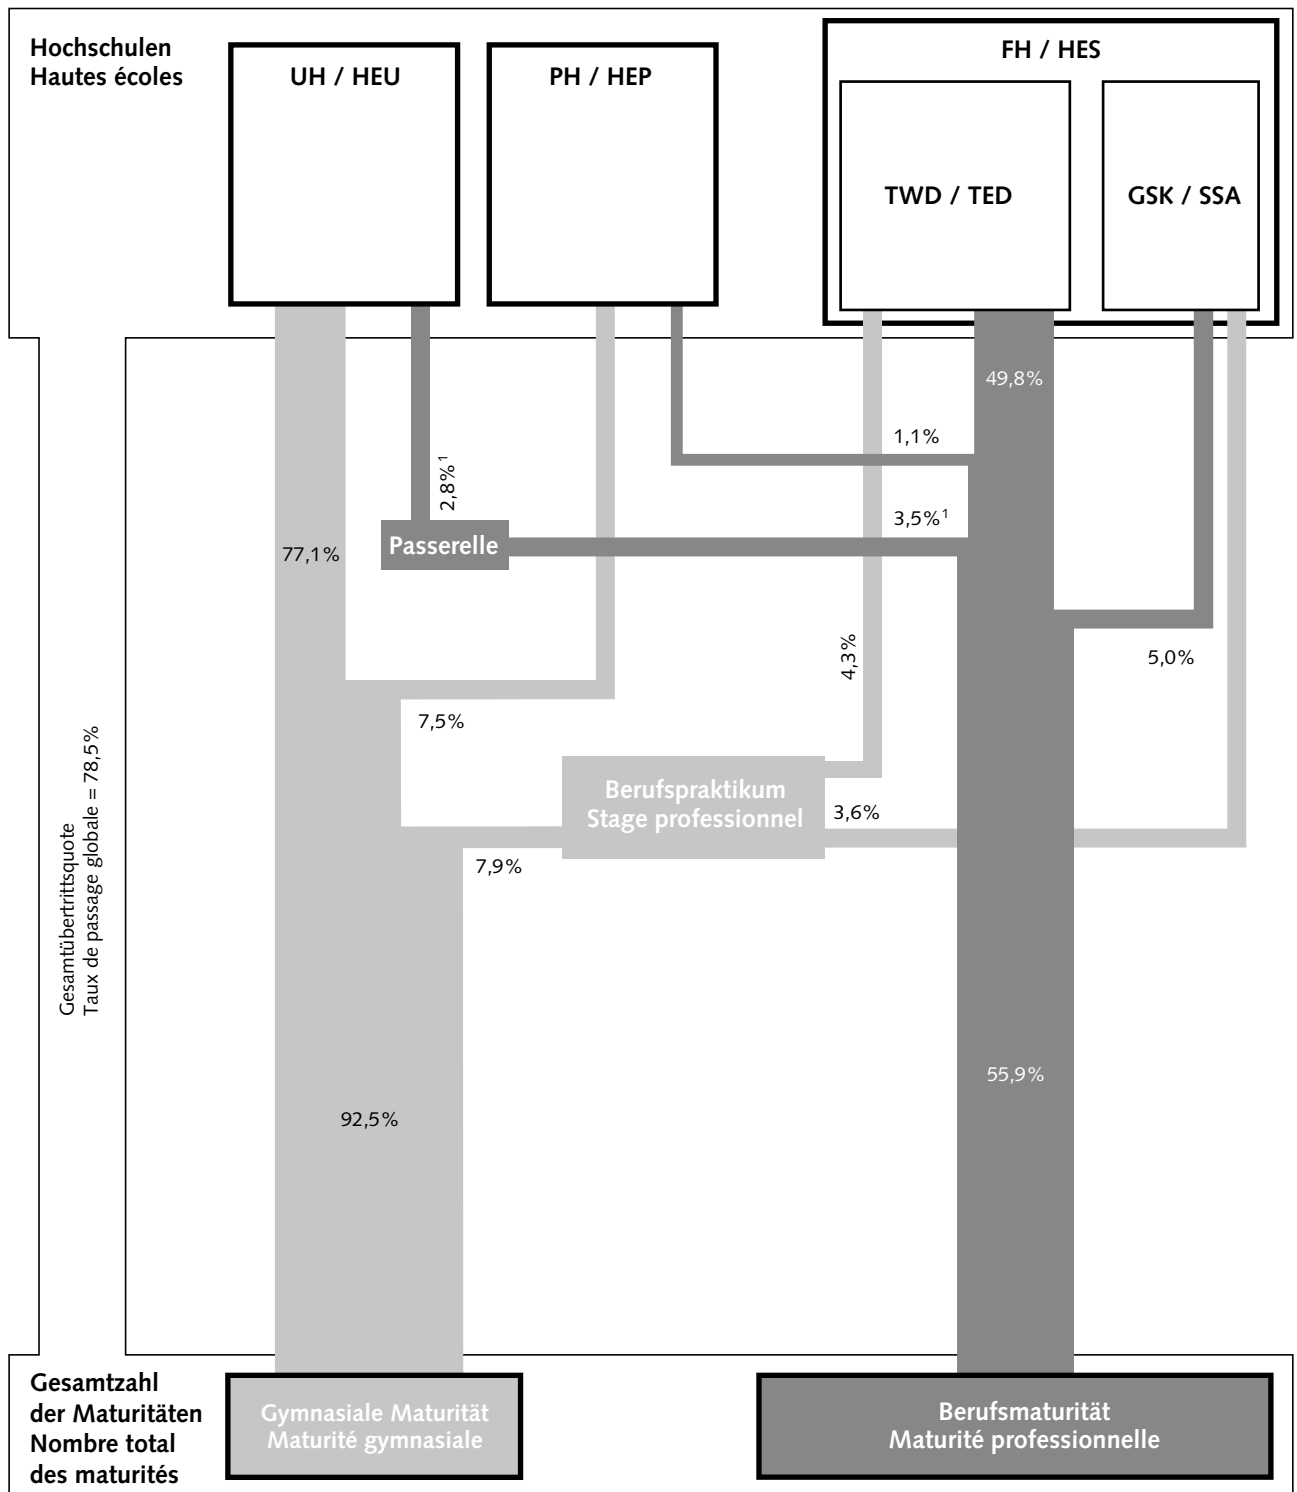 Hochschulen
Hautes écoles
UH / HEU
PH / HEP
FH / HES
TWD / TED
GSK / SSA
49,8%
1,1%
2,8%¹
3,5%¹
Passerelle
77,1%
4,3%
5,0%
7,5%
Berufspraktikum
Stage professionnel
3,6%
7,9%
Gesamtübertrittsquote
Taux de passage globale = 78,5%
55,9%
92,5%
Gesamtzahl
der Maturitäten
Nombre total
des maturités
Gymnasiale Maturität
Maturité gymnasiale
Berufsmaturität
Maturité professionnelle